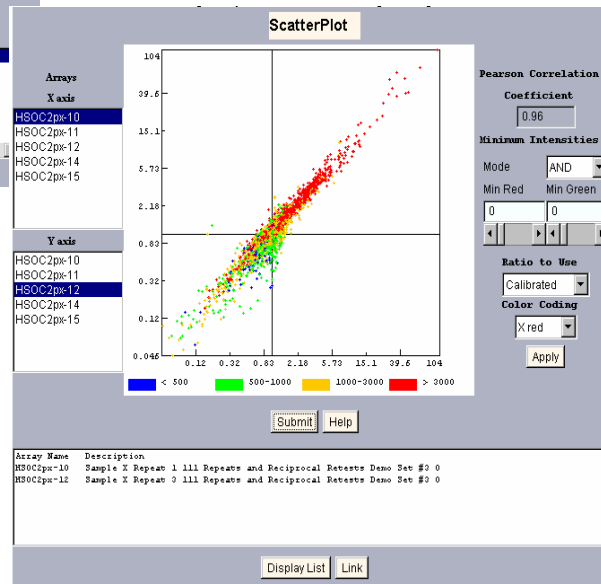 ScatterPlot
Arrays
X axis
HSOC2px-10
HSOC2px-11
HSOC2px-12
HSOC2px-14
HSOC2px-15
Y axis
HSOC2px-10
HSOC2px-11
HSOC2px-12
HSOC2px-14
HSOC2px-15
104
39.6
15.1
5.73
2.18
0.83
0.32
0.12
0.046
0.12 0.32 0.83 2.18 5.73 15.1 39.6 104
< 500 500-1000 1000-3000 > 3000
Pearson Correlation
Coefficient
0.96
Minimum Intensities
Mode AND
Min Red Min Green
0 0
Ratio to Use
Calibrated
Color Coding
X red
Apply
Submit Help
Array Name Description
HSOC2px-10 Sample X Repeat 1 111 Repeats and Reciprocal Retests Demo Set #3 0
HSOC2px-12 Sample X Repeat 3 111 Repeats and Reciprocal Retests Demo Set #3 0
Display List Link